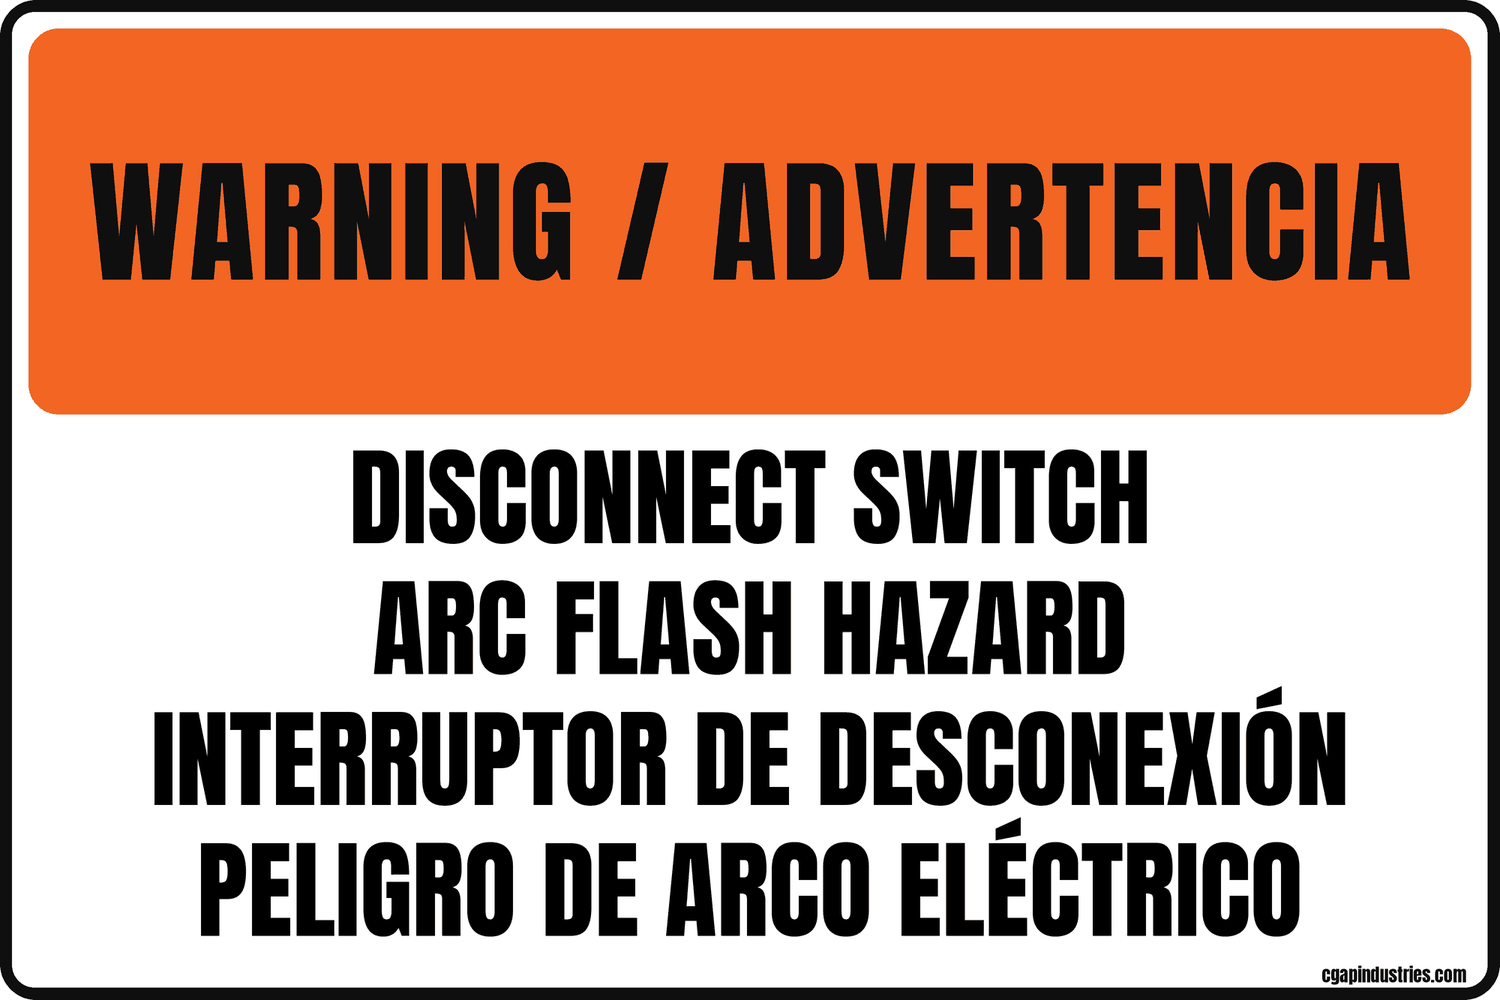 WARNING / ADVERTENCIA
DISCONNECT SWITCH
ARC FLASH HAZARD
INTERRUPTOR DE DESCONEXIÓN
PELIGRO DE ARCO ELÉCTRICO
cgapindustries.com